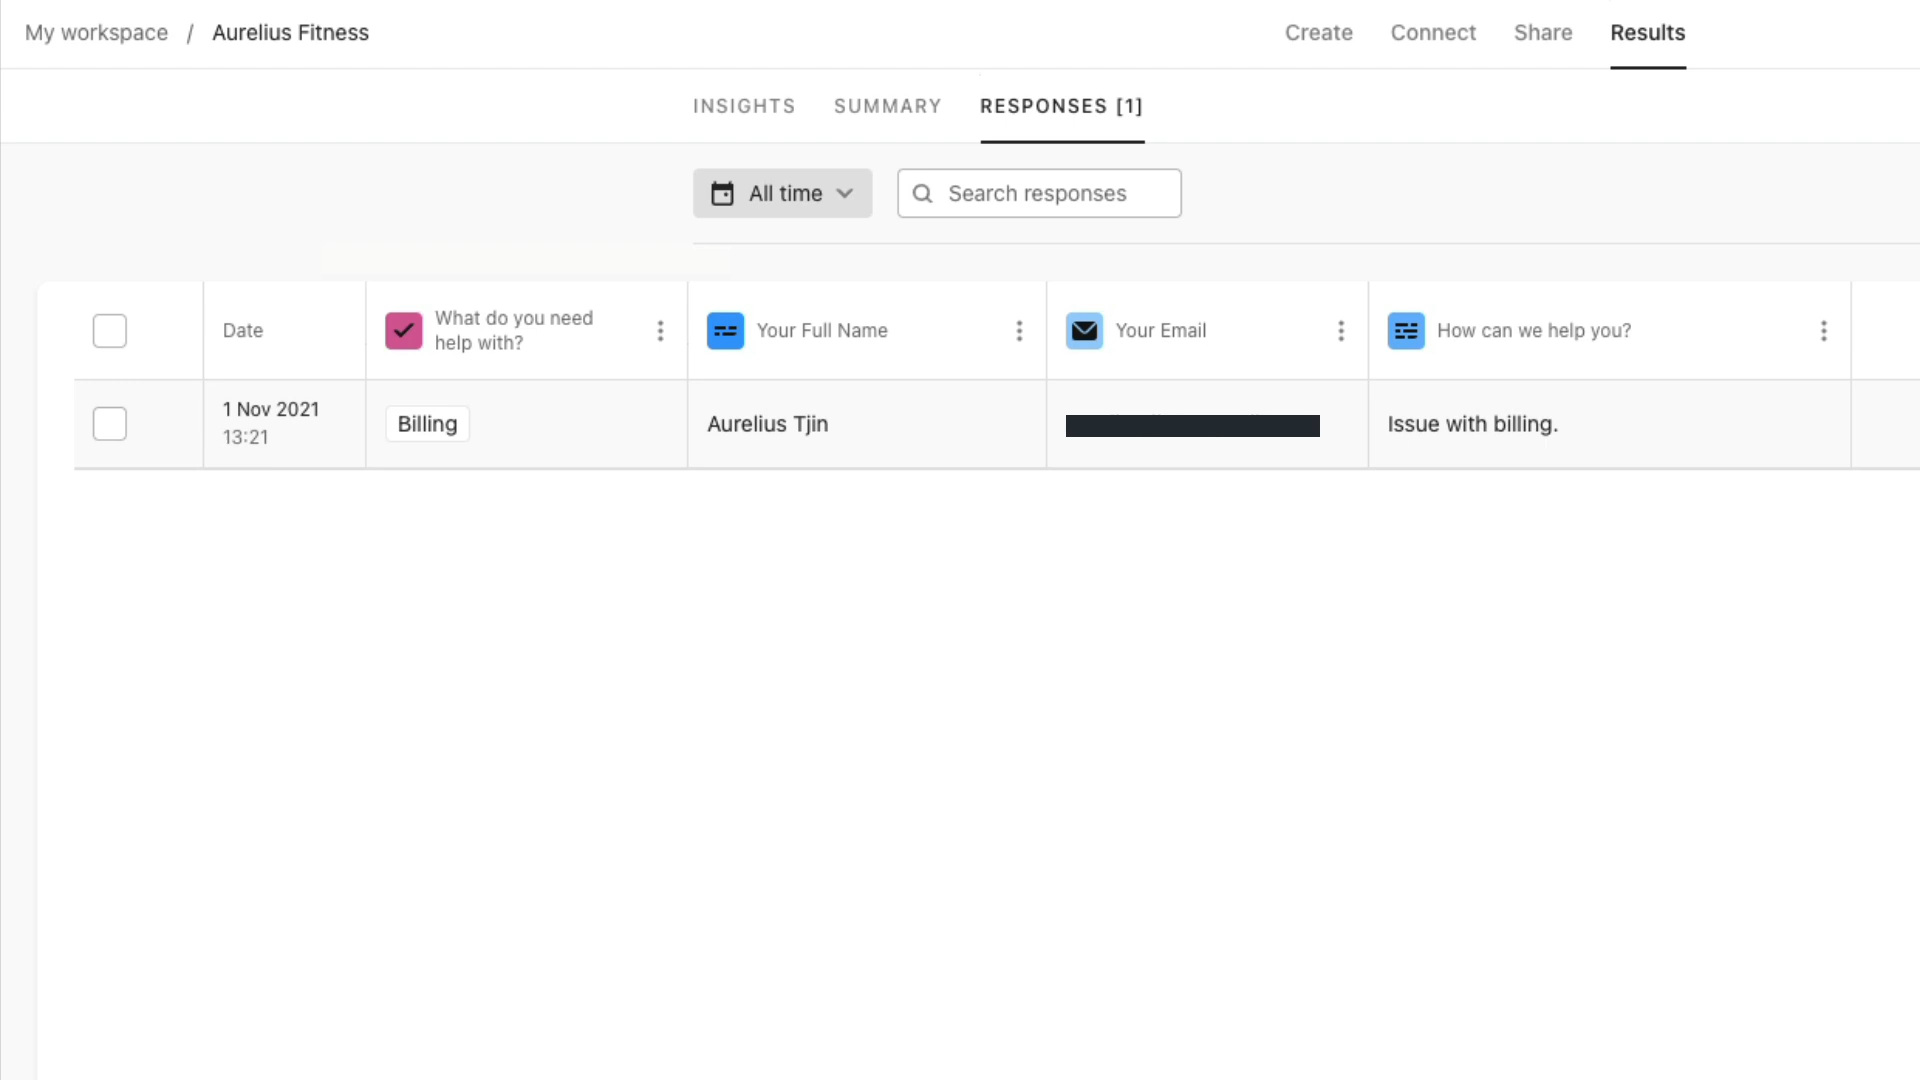 My workspace / Aurelius Fitness
Create Connect Share Results
INSIGHTS SUMMARY RESPONSES [1]
All time Search responses
Date What do you need help with? Your Full Name Your Email How can we help you?
1 Nov 2021
13:21
Billing Aurelius Tjin Issue with billing.